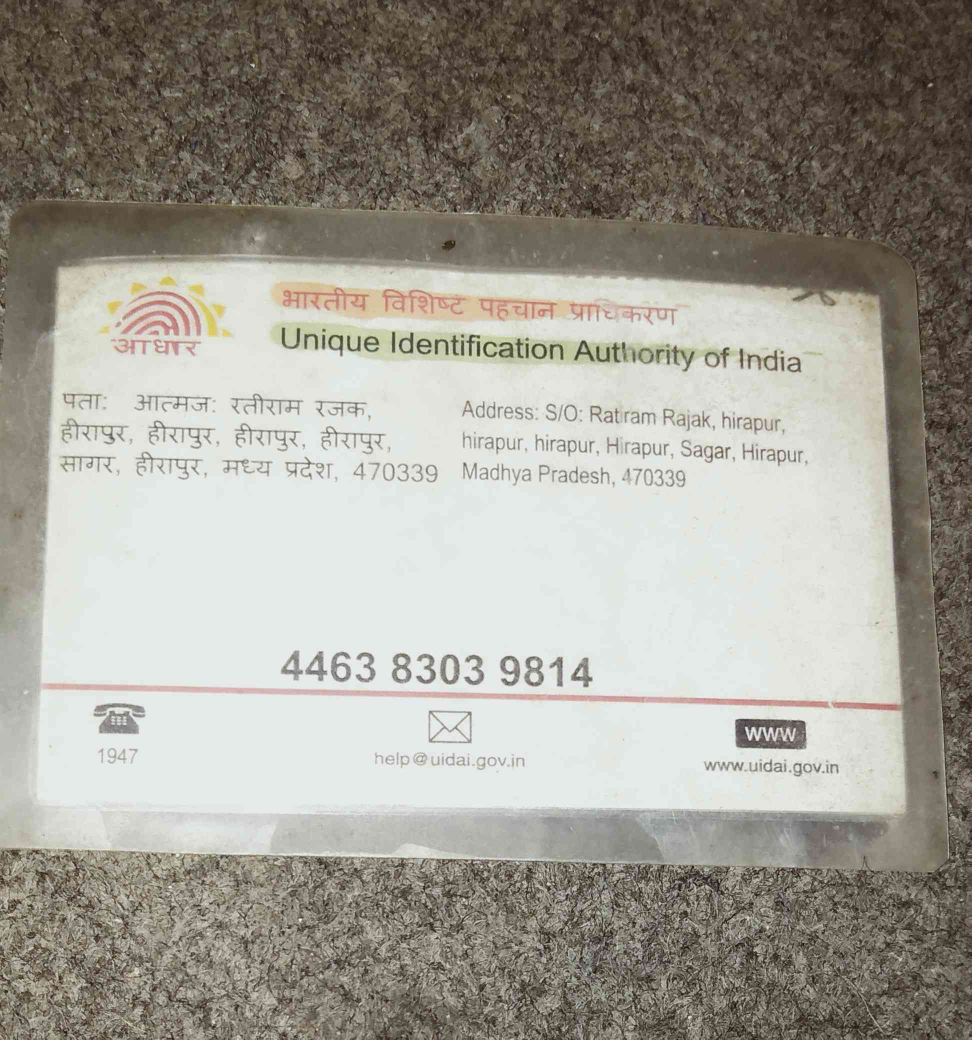 आधार
भारतीय विशिष्ट पहचान प्राधिकरण
Unique Identification Authority of India
पता: आत्मज: रतीराम रजक,
हीरापुर, हीरापुर, हीरापुर, हीरापुर,
सागर, हीरापुर, मध्य प्रदेश, 470339
Address: S/O: Ratiram Rajak, hirapur,
hirapur, hirapur, Hirapur, Sagar, Hirapur,
Madhya Pradesh, 470339
4463 8303 9814
1947
help@uidai.gov.in
WWW
www.uidai.gov.in